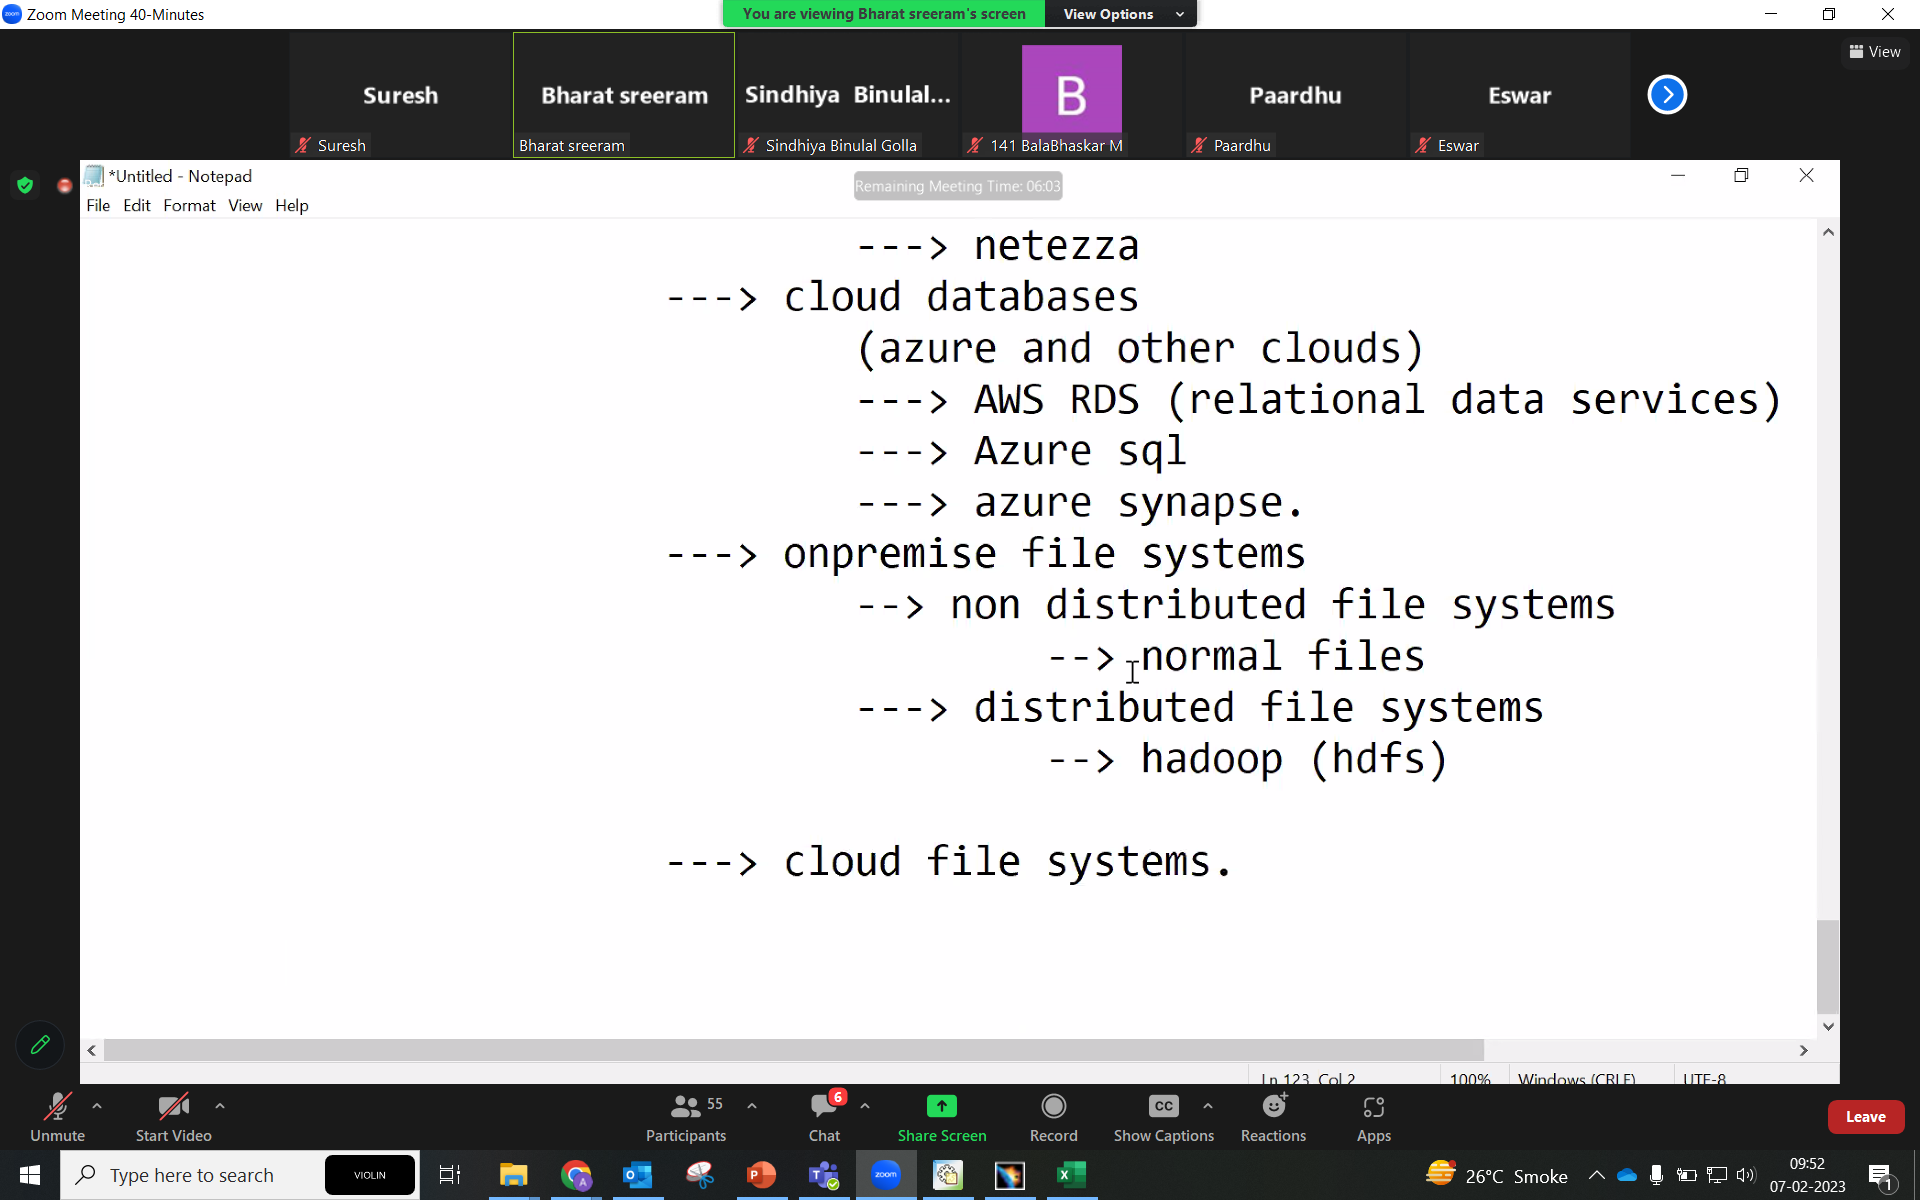 Zoom Meeting 40-Minutes
You are viewing Bharat sreeram's screen
View Options
View
Suresh
Bharat sreeram
Sindhiya Binulal...
B
Paardhu
Eswar
Suresh
Bharat sreeram
Sindhiya Binulal Golla
141 BalaBhaskar M
Paardhu
Eswar
*Untitled - Notepad
Remaining Meeting Time: 06:03
File Edit Format View Help
---> netezza
---> cloud databases
(azure and other clouds)
---> AWS RDS (relational data services)
---> Azure sql
---> azure synapse.
---> onpremise file systems
--> non distributed file systems
--> normal files
---> distributed file systems
--> hadoop (hdfs)
---> cloud file systems.
Ln 123, Col 2 100% Windows (CRLF) UTF-8
55
6
CC
Unmute
Start Video
Participants
Chat
Share Screen
Record
Show Captions
Reactions
Apps
Leave
Type here to search
VIOLIN
zoom
26°C Smoke
09:52
07-02-2023
1